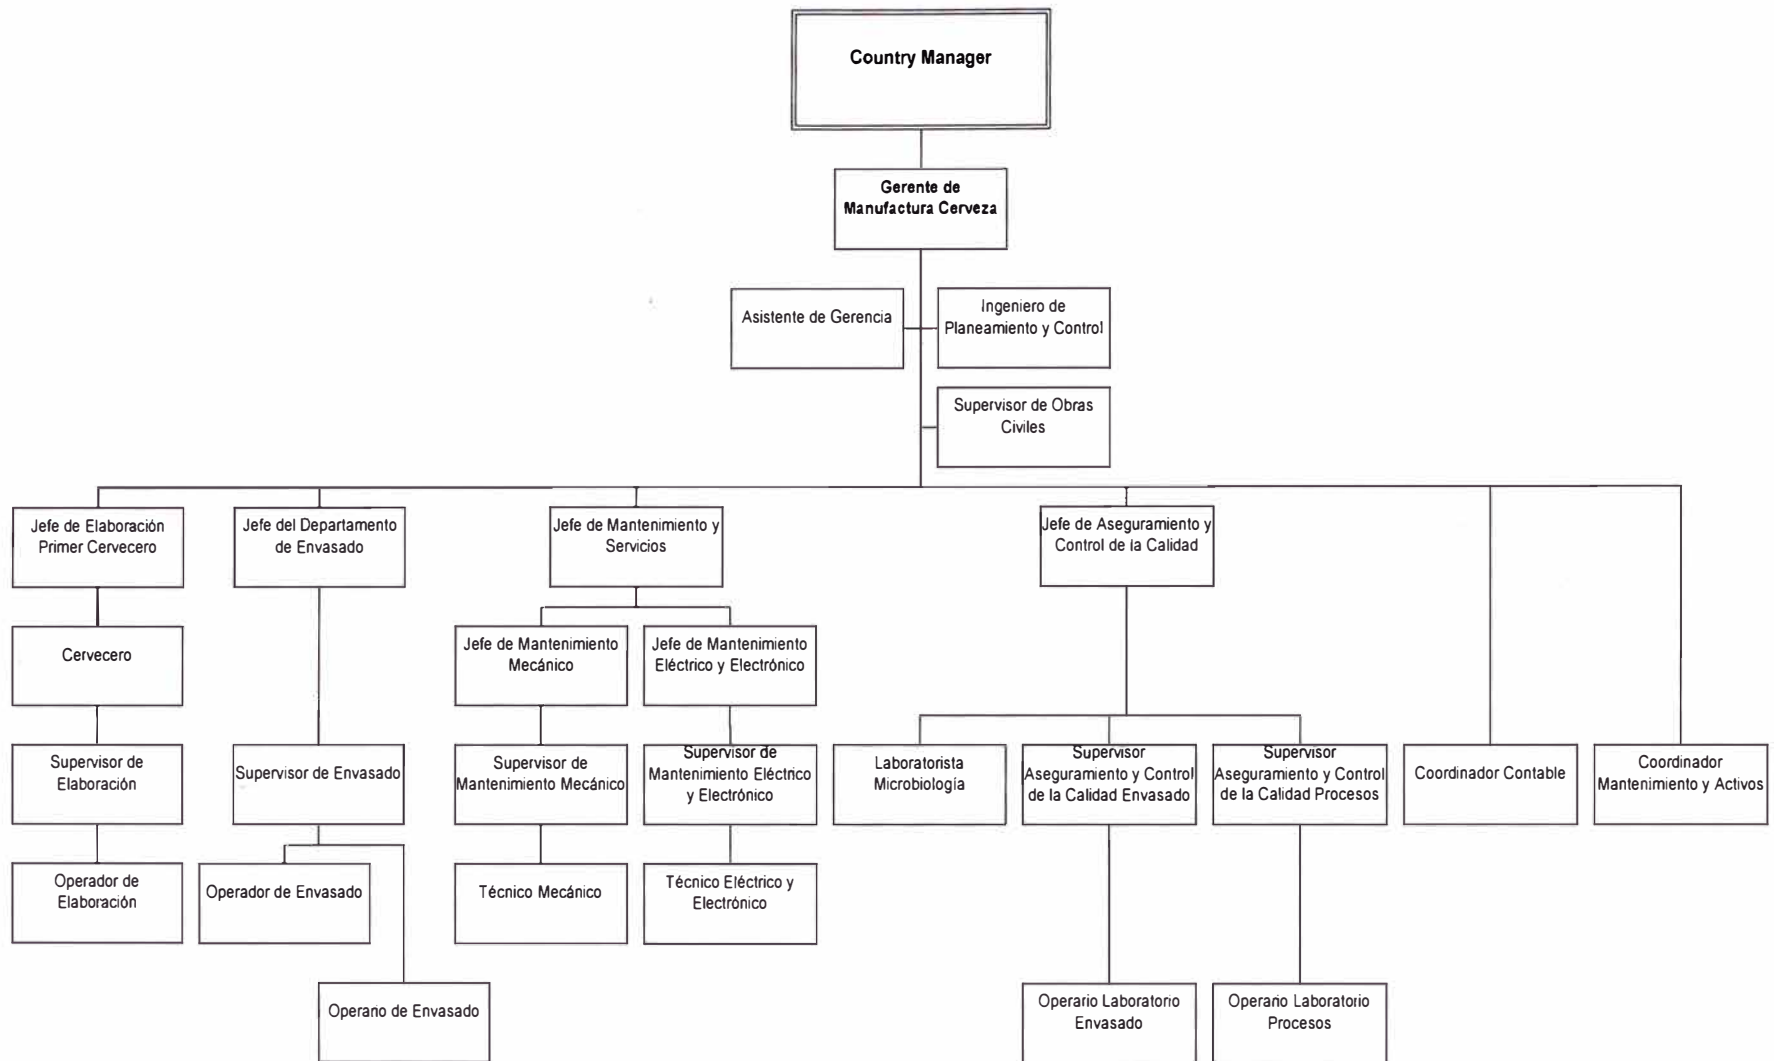 Country Manager
Gerente de
Manufactura Cerveza
Asistente de Gerencia
Ingeniero de
Planeamiento y Control
Supervisor de Obras
Civiles
Jefe de Elaboración
Primer Cervecero
Jefe del Departamento
de Envasado
Jefe de Mantenimiento y
Servicios
Jefe de Aseguramiento y
Control de la Calidad
Cervecero
Jefe de Mantenimiento
Mecánico
Jefe de Mantenimiento
Eléctrico y Electrónico
Supervisor de
Elaboración
Supervisor de Envasado
Supervisor de
Mantenimiento Mecánico
Supervisor de
Mantenimiento Eléctrico
y Electrónico
Laboratorista
Microbiología
Supervisor
Aseguramiento y Control
de la Calidad Envasado
Supervisor
Aseguramiento y Control
de la Calidad Procesos
Coordinador Contable
Coordinador
Mantenimiento y Activos
Operador de
Elaboración
Operador de Envasado
Técnico Mecánico
Técnico Eléctrico y
Electrónico
Operario de Envasado
Operario Laboratorio
Envasado
Operario Laboratorio
Procesos